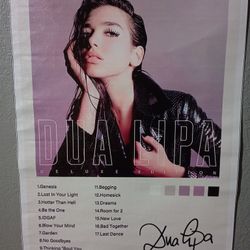 DUA LIPA
DELUXE EDITION
1.Genesis
2.Lost In Your Light
3.Hotter Than Hell
4.Be the One
5.IDGAF
6.Blow Your Mind
7.Garden
8.No Goodbyes
9.Thinking 'Bout You
11.Begging
12.Homesick
13.Dreams
14.Room for 2
15.New Love
16.Bad Together
17.Last Dance
Dua Lipa